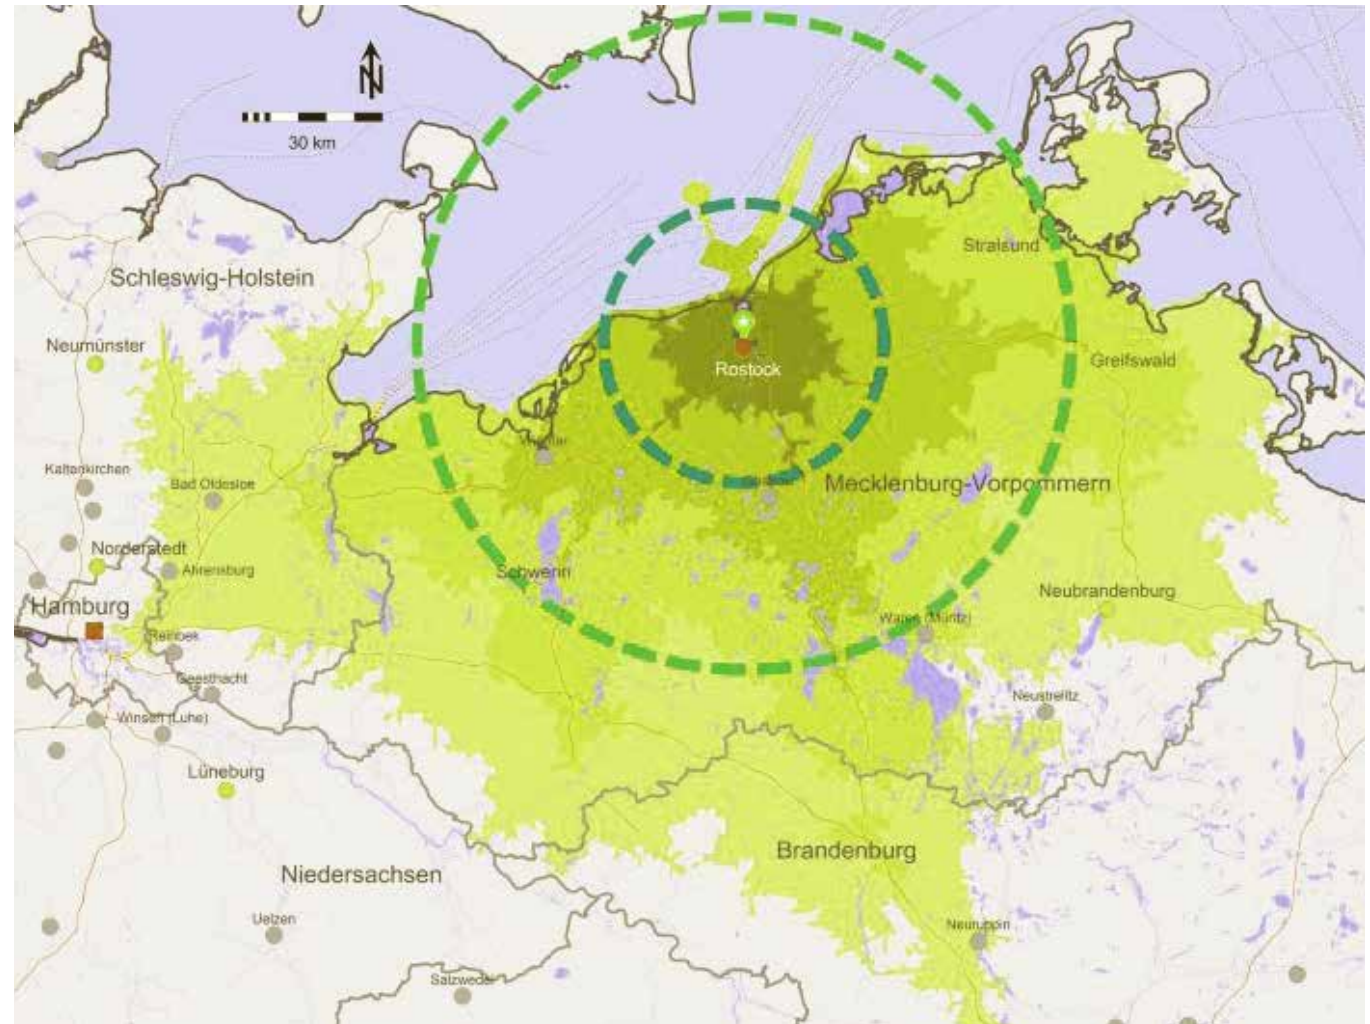 N
30 km
Stralsund
Schleswig-Holstein
Neumünster
Greifswald
Rostock
Kaltenkirchen
Bad Oldesloe
Mecklenburg-Vorpommern
Norderstedt
Ahrensburg
Schwerin
Neubrandenburg
Hamburg
Waren (Müritz)
Reinbek
Geesthacht
Neustrelitz
Winsen (Luhe)
Lüneburg
Brandenburg
Niedersachsen
Uelzen
Neuruppin
Salzwedel